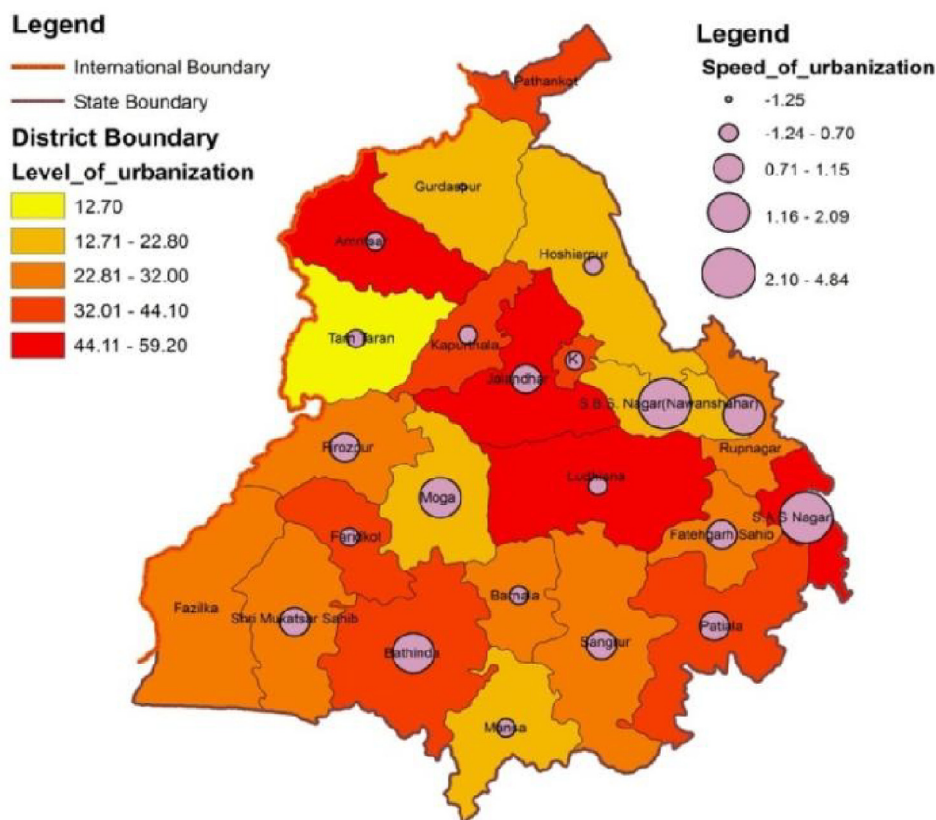 Legend
International Boundary
State Boundary
District Boundary
Level_of_urbanization
12.70
12.71 - 22.80
22.81 - 32.00
32.01 - 44.10
44.11 - 59.20
Legend
Speed_of_urbanization
-1.25
-1.24 - 0.70
0.71 - 1.15
1.16 - 2.09
2.10 - 4.84
Pathankot
Gurdaspur
Amritsar
Hoshierpur
Tarn Taran
Kapurthala
K
Jalandhar
S.B.S. Nagar(Nawanshahar)
Rupnagar
Firozpur
Moga
Ludhiana
S.A.S Nagar
Faridkot
Fatehgarh Sahib
Fazilka
Shri Mukatsar Sahib
Barnala
Patiala
Bathinda
Sangrur
Mansa